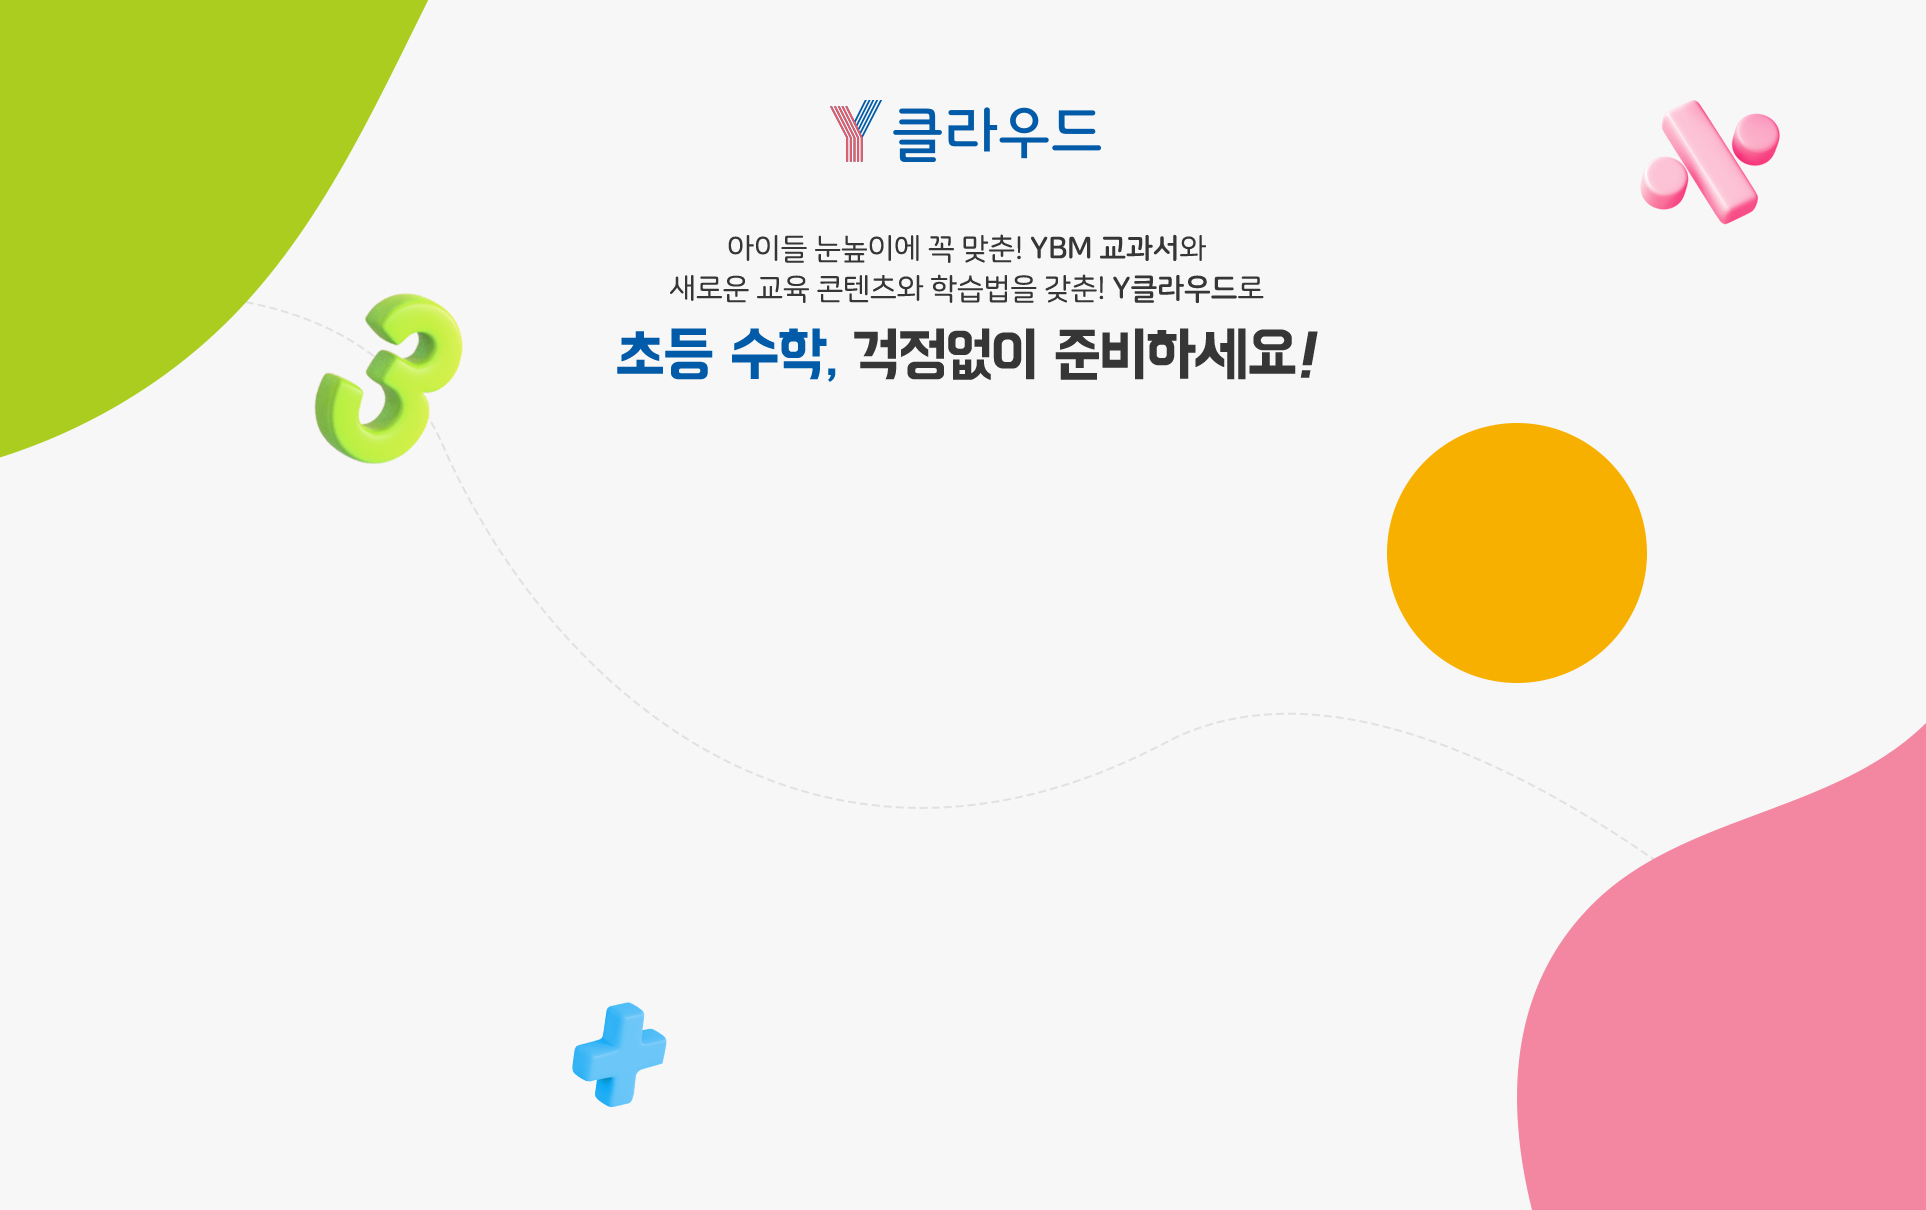 Y 클라우드
아이들 눈높이에 꼭 맞춘! YBM 교과서와
새로운 교육 콘텐츠와 학습법을 갖춘! Y클라우드로
초등 수학, 걱정없이 준비하세요!
3